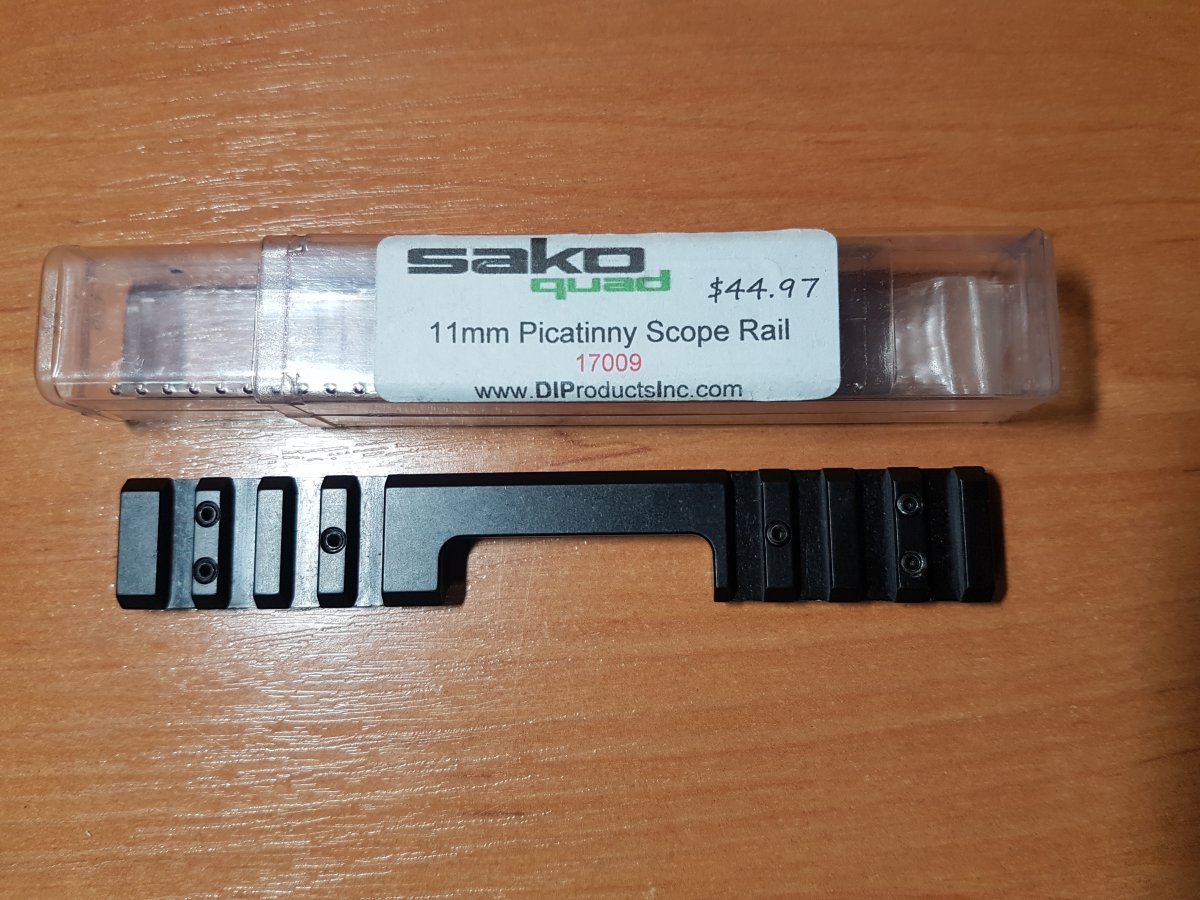 sako
quad
$44.97
11mm Picatinny Scope Rail
17009
www.DIProductsInc.com